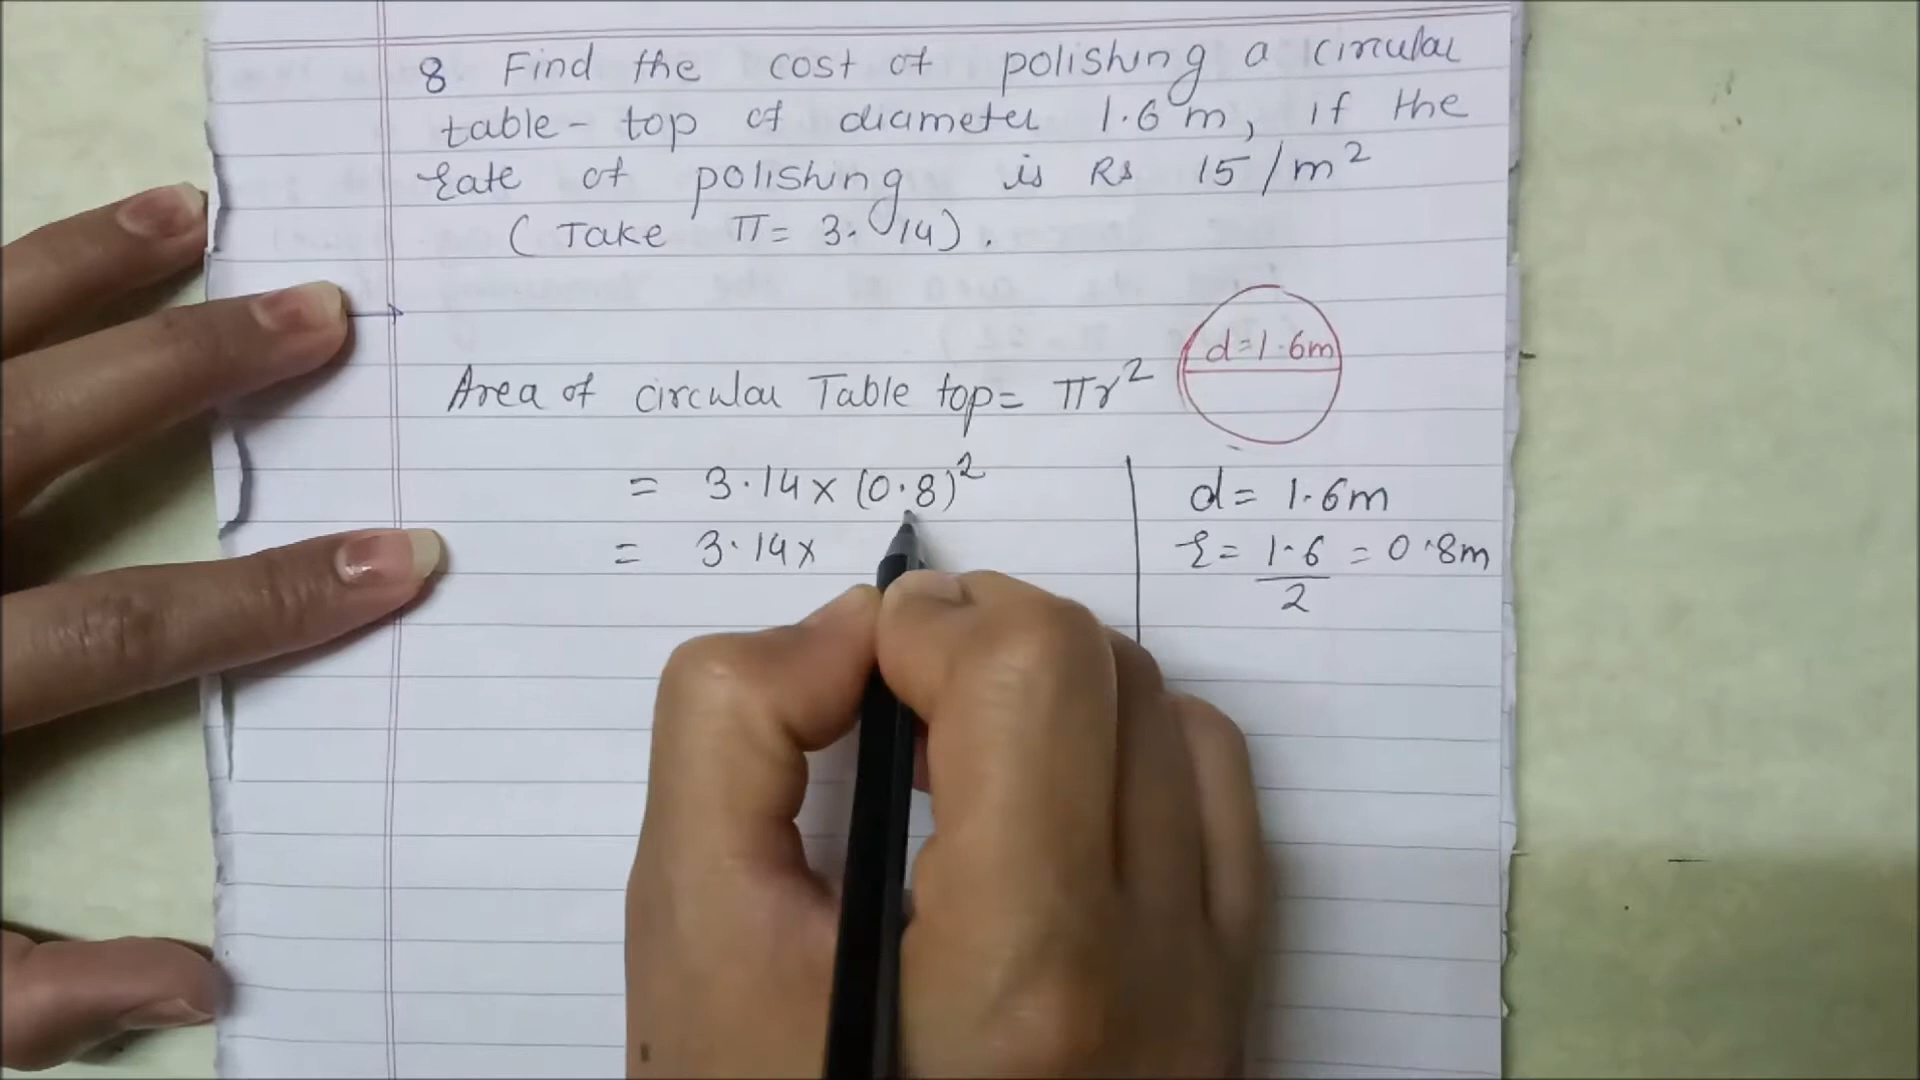 8 Find the cost of polishing a circular
table-top of diameter 1.6 m, if the
rate of polishing is Rs 15/m²
(Take π = 3.14).
d=1.6m
Area of circular Table top = πr²
= 3.14 x (0.8)²
= 3.14 x
d = 1.6m
r = 1.6/2 = 0.8m